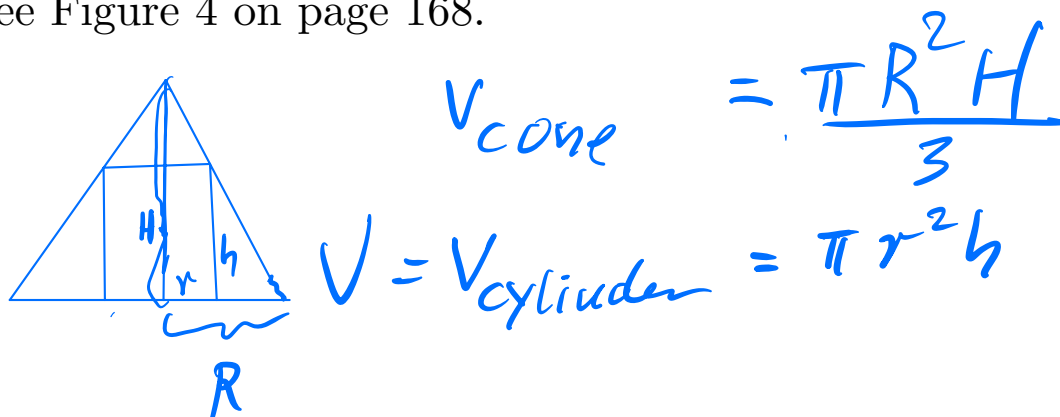 ee Figure 4 on page 168.
V_cone = πR²H/3
H r h
V = V_cylinder = πr²h
R